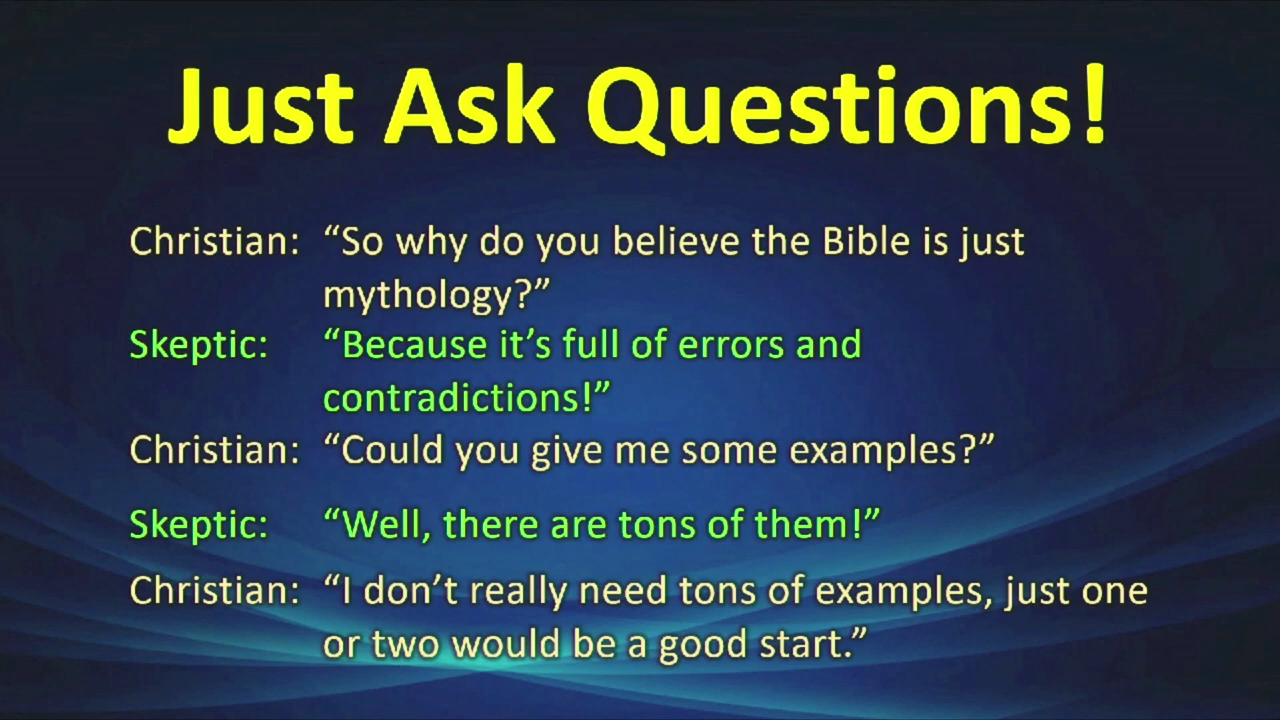 Just Ask Questions!
Christian: “So why do you believe the Bible is just
mythology?”
Skeptic: “Because it’s full of errors and
contradictions!”
Christian: “Could you give me some examples?”
Skeptic: “Well, there are tons of them!”
Christian: “I don’t really need tons of examples, just one
or two would be a good start.”